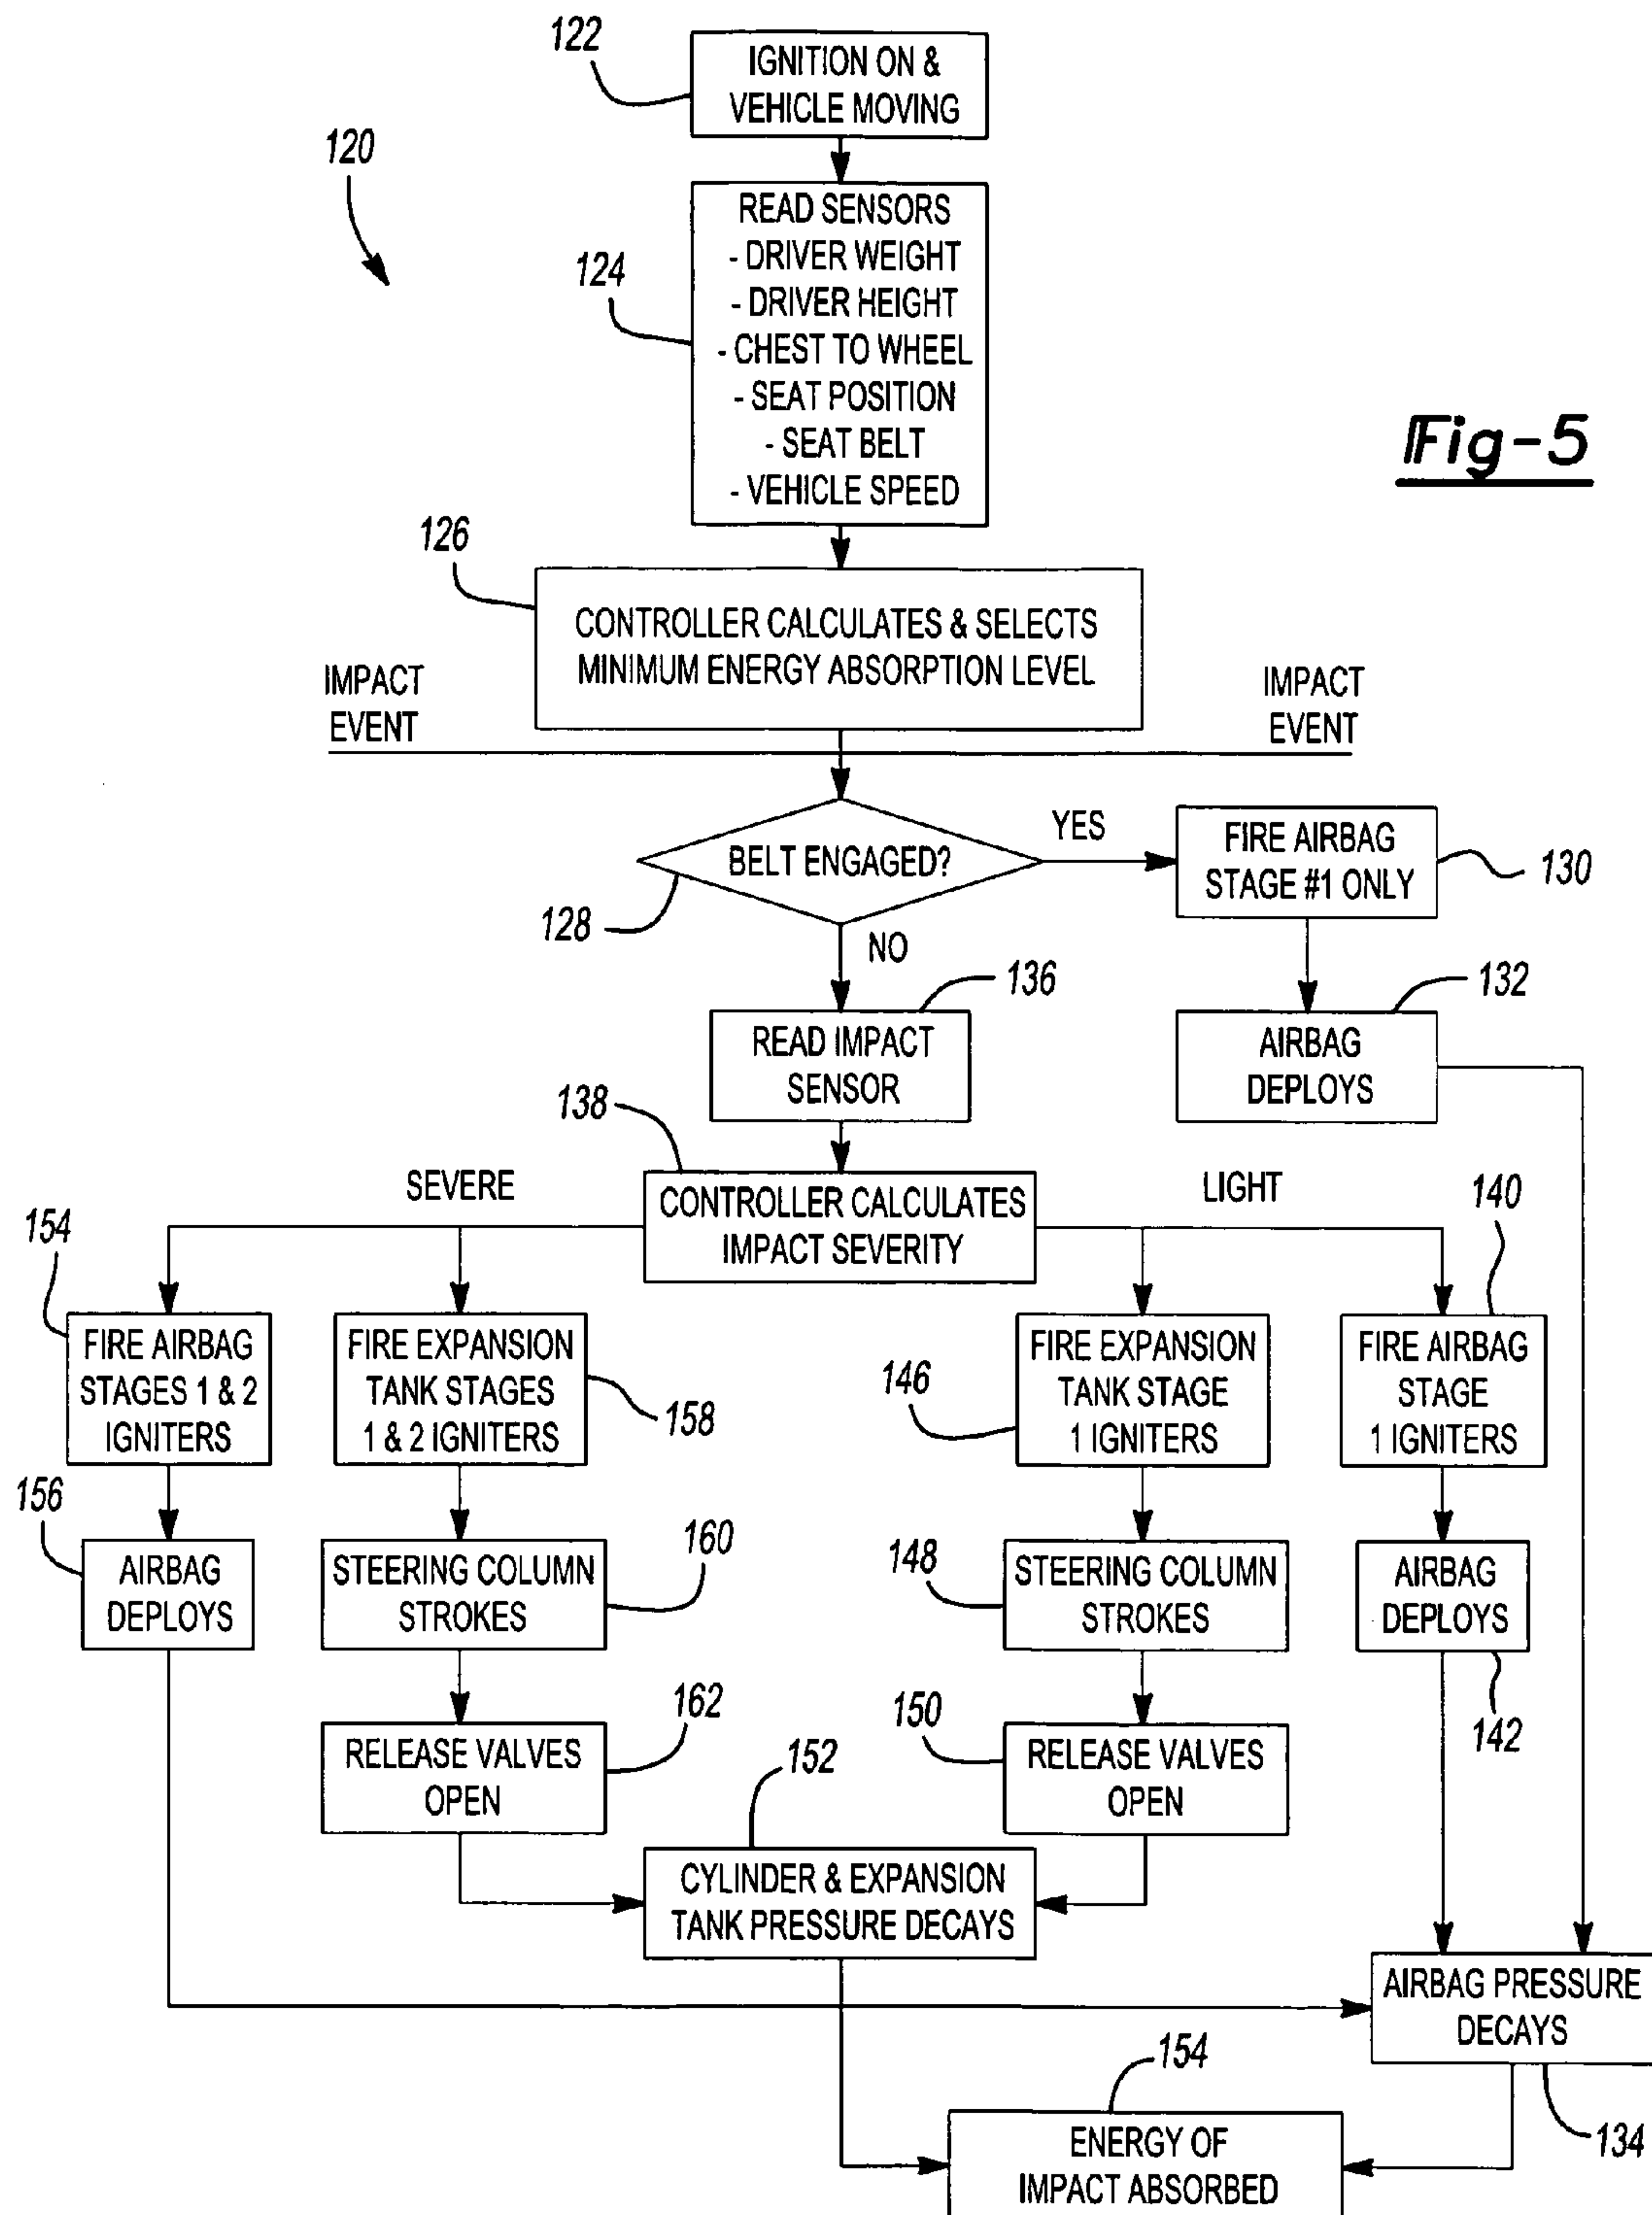 122
IGNITION ON &
VEHICLE MOVING
120
124
READ SENSORS
- DRIVER WEIGHT
- DRIVER HEIGHT
- CHEST TO WHEEL
- SEAT POSITION
- SEAT BELT
- VEHICLE SPEED
Fig-5
126
CONTROLLER CALCULATES & SELECTS
MINIMUM ENERGY ABSORPTION LEVEL
IMPACT
EVENT
IMPACT
EVENT
BELT ENGAGED?
128
YES
NO
FIRE AIRBAG
STAGE #1 ONLY
130
136
READ IMPACT
SENSOR
132
AIRBAG
DEPLOYS
138
CONTROLLER CALCULATES
IMPACT SEVERITY
SEVERE
LIGHT
154
FIRE AIRBAG
STAGES 1 & 2
IGNITERS
FIRE EXPANSION
TANK STAGES
1 & 2 IGNITERS
158
146
FIRE EXPANSION
TANK STAGE
1 IGNITERS
140
FIRE AIRBAG
STAGE
1 IGNITERS
156
AIRBAG
DEPLOYS
STEERING COLUMN
STROKES
160
148
STEERING COLUMN
STROKES
AIRBAG
DEPLOYS
142
RELEASE VALVES
OPEN
162
150
RELEASE VALVES
OPEN
152
CYLINDER & EXPANSION
TANK PRESSURE DECAYS
AIRBAG PRESSURE
DECAYS
134
154
ENERGY OF
IMPACT ABSORBED